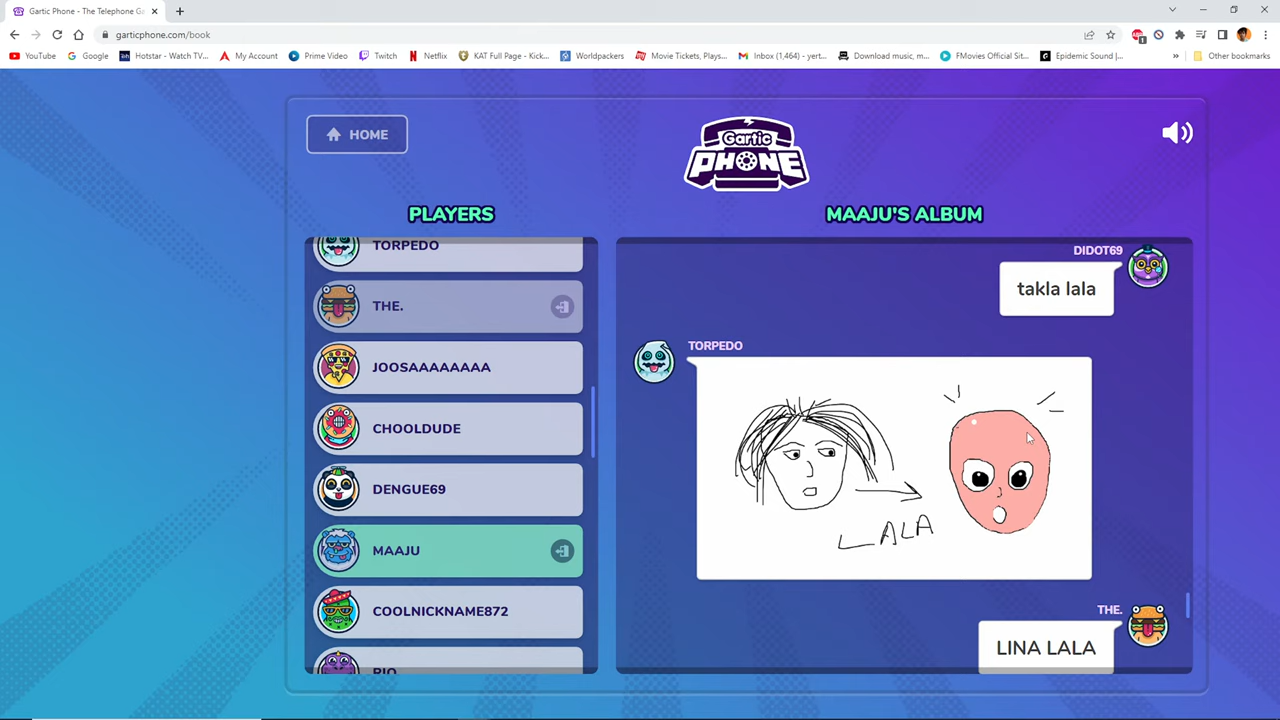 Gartic Phone - The Telephone Ga
garticphone.com/book
1
YouTube
Google
Hotstar - Watch TV...
My Account
Prime Video
Twitch
Netflix
KAT Full Page - Kick...
Worldpackers
Movie Tickets, Plays...
Inbox (1,464) - yert...
Download music, m...
FMovies Official Sit...
Epidemic Sound |...
»
Other bookmarks
HOME
Gartic
PHONE
PLAYERS
TORPEDO
THE.
JOOSAAAAAAAA
CHOOLDUDE
DENGUE69
MAAJU
COOLNICKNAME872
RIO
MAAJU'S ALBUM
DIDOT69
takla lala
TORPEDO
LALA
THE.
LINA LALA